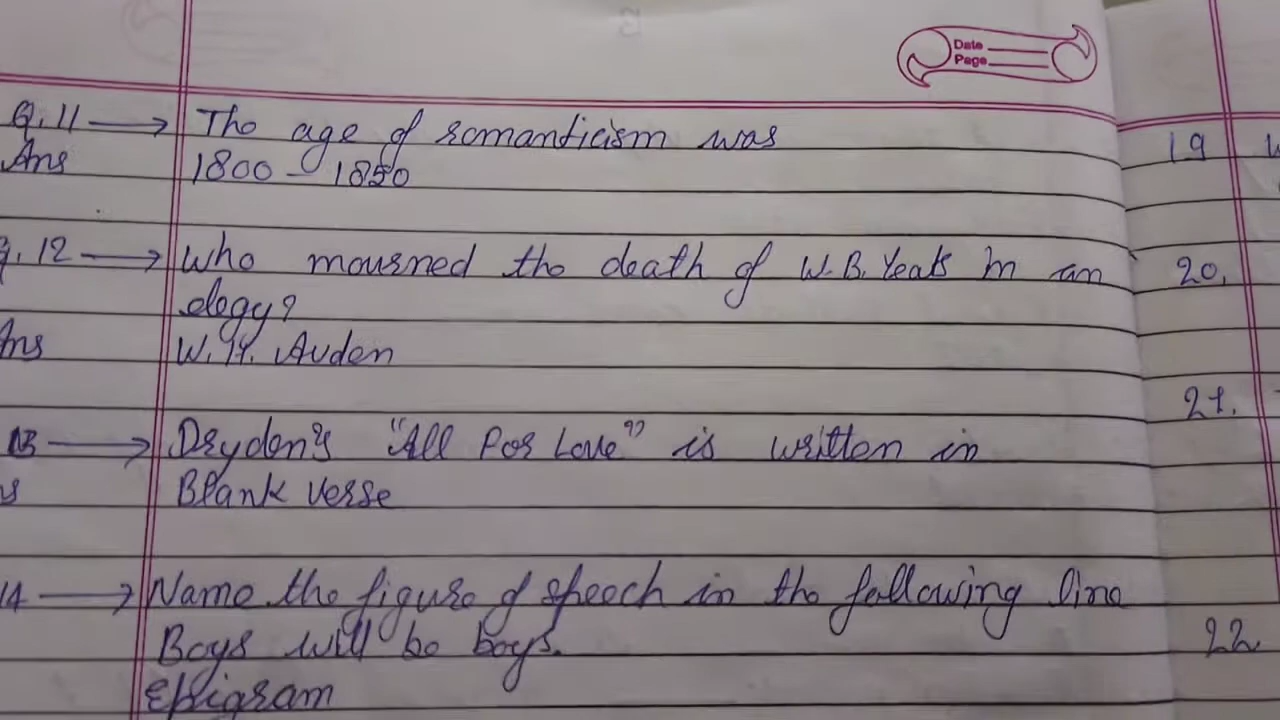 Date
Page
Q.11 → The age of romanticism was
Ans 1800 - 1850
Q.12 → Who mourned the death of W.B. Yeats in an
elegy?
Ans W.H. Auden
13 → Dryden's "All For Love" is written in
s Blank verse
14 → Name the figure of speech in the following line
Boys will be boys.
Epigram
19
20.
21.
22.